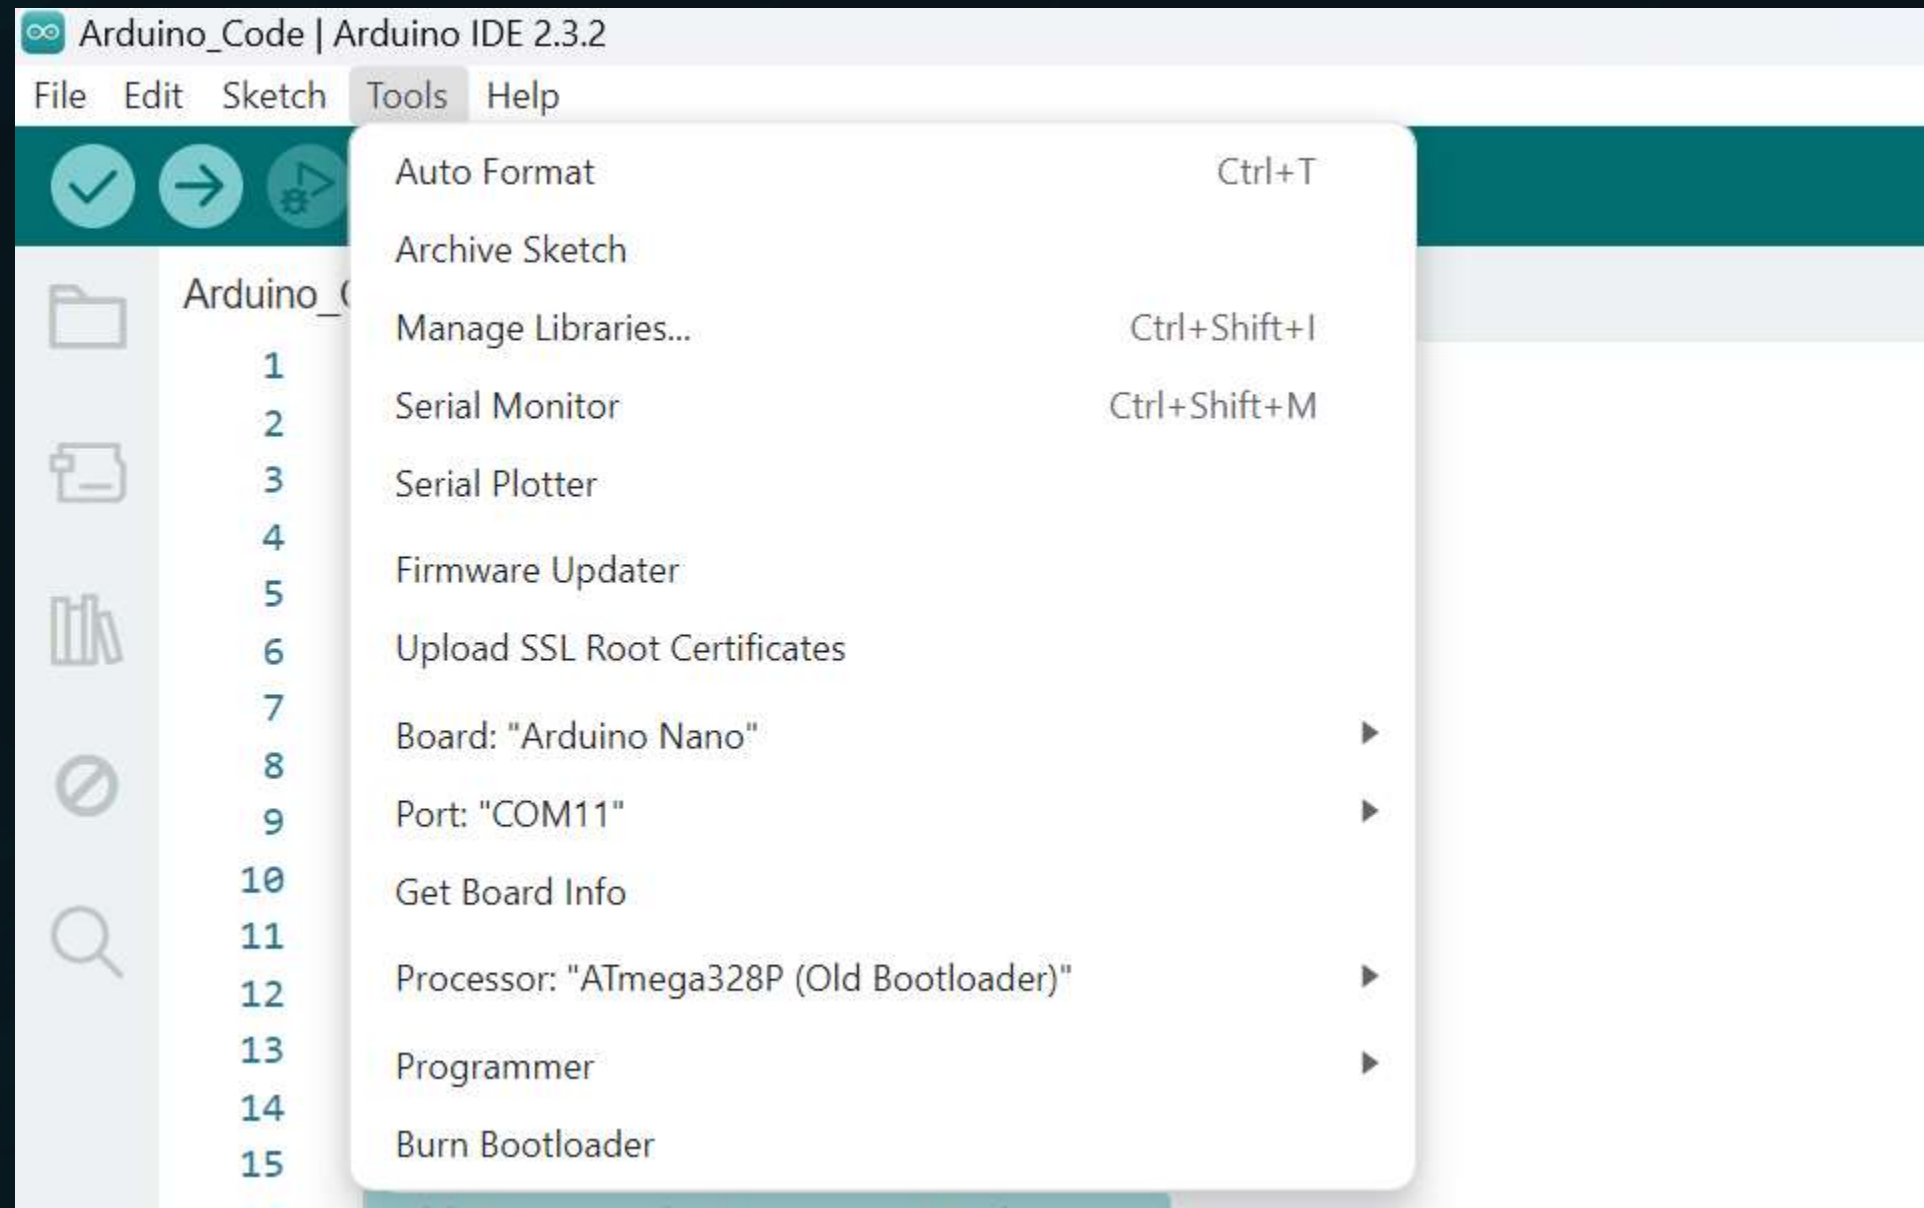 Arduino_Code | Arduino IDE 2.3.2
File Edit Sketch Tools Help
Auto Format Ctrl+T
Archive Sketch
Arduino_
Manage Libraries... Ctrl+Shift+I
1
Serial Monitor Ctrl+Shift+M
2
3
Serial Plotter
4
Firmware Updater
5
6
Upload SSL Root Certificates
7
Board: "Arduino Nano"
8
Port: "COM11"
9
10
Get Board Info
11
Processor: "ATmega328P (Old Bootloader)"
12
13
Programmer
14
Burn Bootloader
15